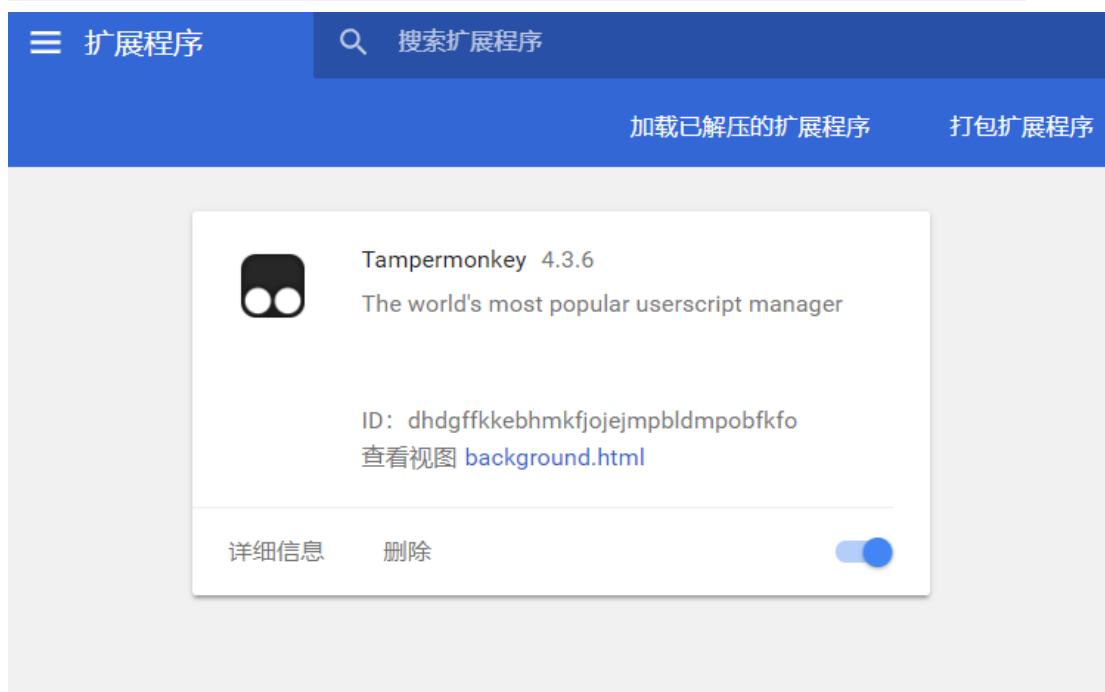 扩展程序
搜索扩展程序
加载已解压的扩展程序
打包扩展程序
Tampermonkey 4.3.6
The world's most popular userscript manager
ID：dhdgffkkebhmkfjojejmpbldmpobfkfo
查看视图 background.html
详细信息
删除